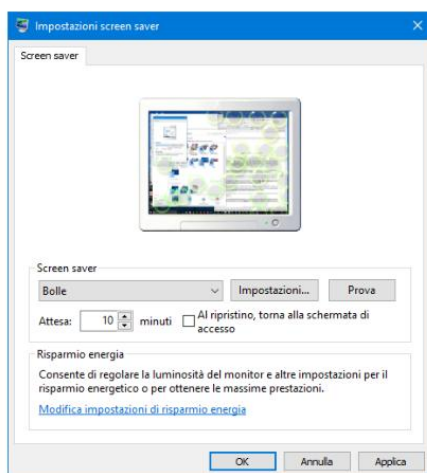 Impostazioni screen saver
Screen saver
Screen saver
Bolle
Impostazioni...
Prova
Attesa:
10
minuti
Al ripristino, torna alla schermata di
accesso
Risparmio energia
Consente di regolare la luminosità del monitor e altre impostazioni per il
risparmio energetico o per ottenere le massime prestazioni.
Modifica impostazioni di risparmio energia
OK
Annulla
Applica